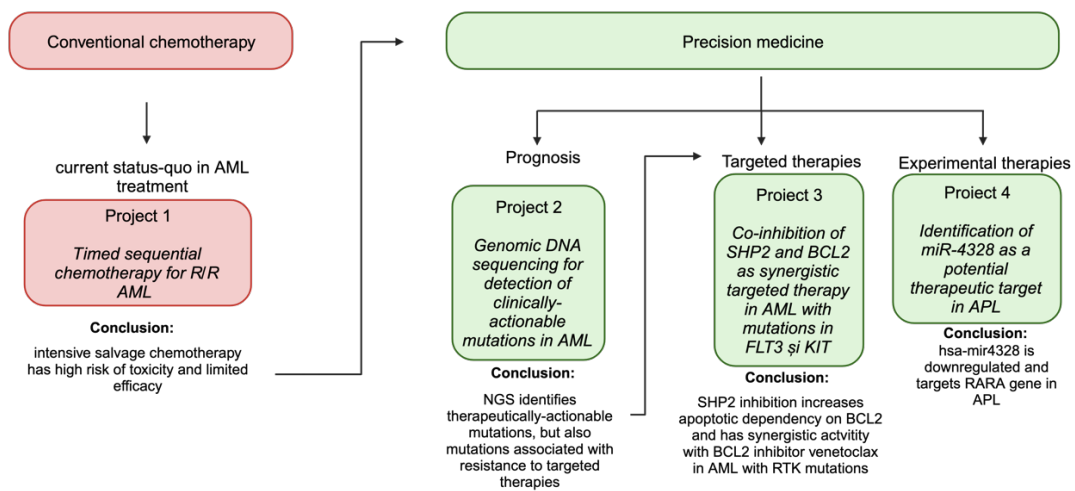 Conventional chemotherapy
Precision medicine
current status-quo in AML
treatment
Project 1
Timed sequential
chemotherapy for R/R
AML
Conclusion:
intensive salvage chemotherapy
has high risk of toxicity and limited
efficacy
Prognosis
Project 2
Genomic DNA
sequencing for
detection of
clinically-
actionable
mutations in AML
Conclusion:
NGS identifies
therapeutically-actionable
mutations, but also
mutations associated with
resistance to targeted
therapies
Targeted therapies
Proiect 3
Co-inhibition of
SHP2 and BCL2
as synergistic
targeted therapy
in AML with
mutations in
FLT3 și KIT
Conclusion:
SHP2 inhibition increases
apoptotic dependency on BCL2
and has synergistic actvitity
with BCL2 inhibitor venetoclax
in AML with RTK mutations
Experimental therapies
Project 4
Identification of
miR-4328 as a
potential
therapeutic target
in APL
Conclusion:
hsa-mir4328 is
downregulated and
targets RARA gene in
APL